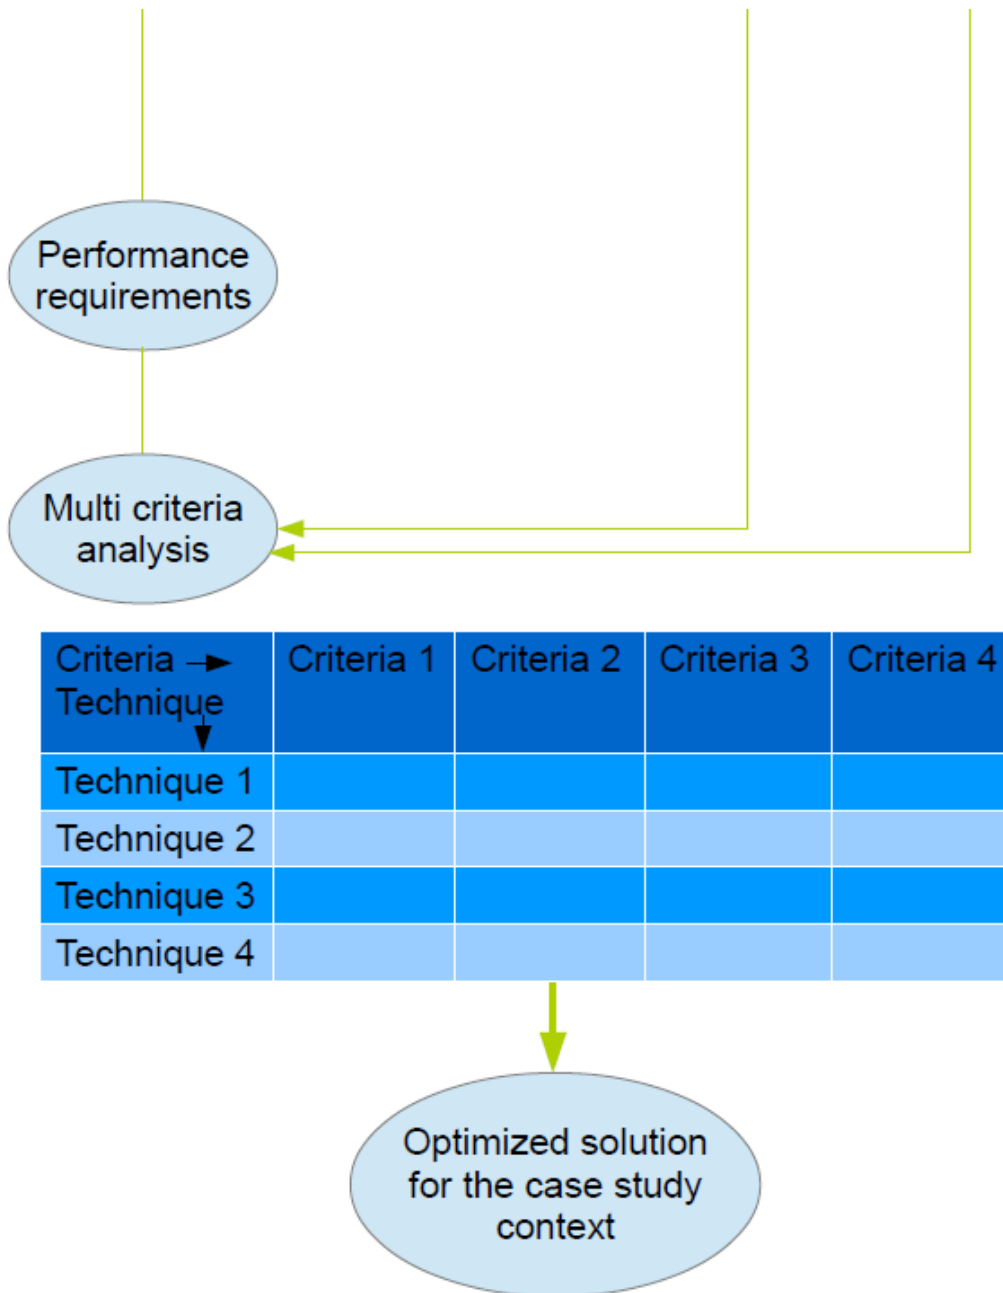 Performance
requirements
Multi criteria
analysis
Criteria
Technique
Criteria 1
Criteria 2
Criteria 3
Criteria 4
Technique 1
Technique 2
Technique 3
Technique 4
Optimized solution
for the case study
context